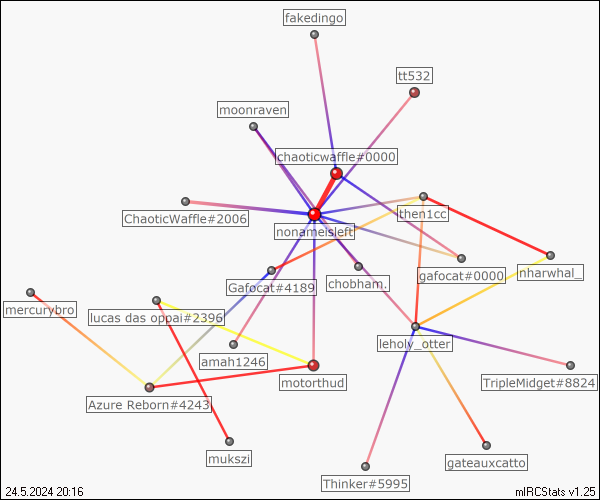 fakedingo
tt532
moonraven
chaoticwaffle#0000
ChaoticWaffle#2006
then1cc
nonameisleft
gafocat#0000
nharwhal_
Gafocat#4189
chobham.
mercurybro
lucas das oppai#2396
leholy_otter
amah1246
motorthud
TripleMidget#8824
Azure Reborn#4243
mukszi
gateauxcatto
Thinker#5995
24.5.2024 20:16
mIRCStats v1.25